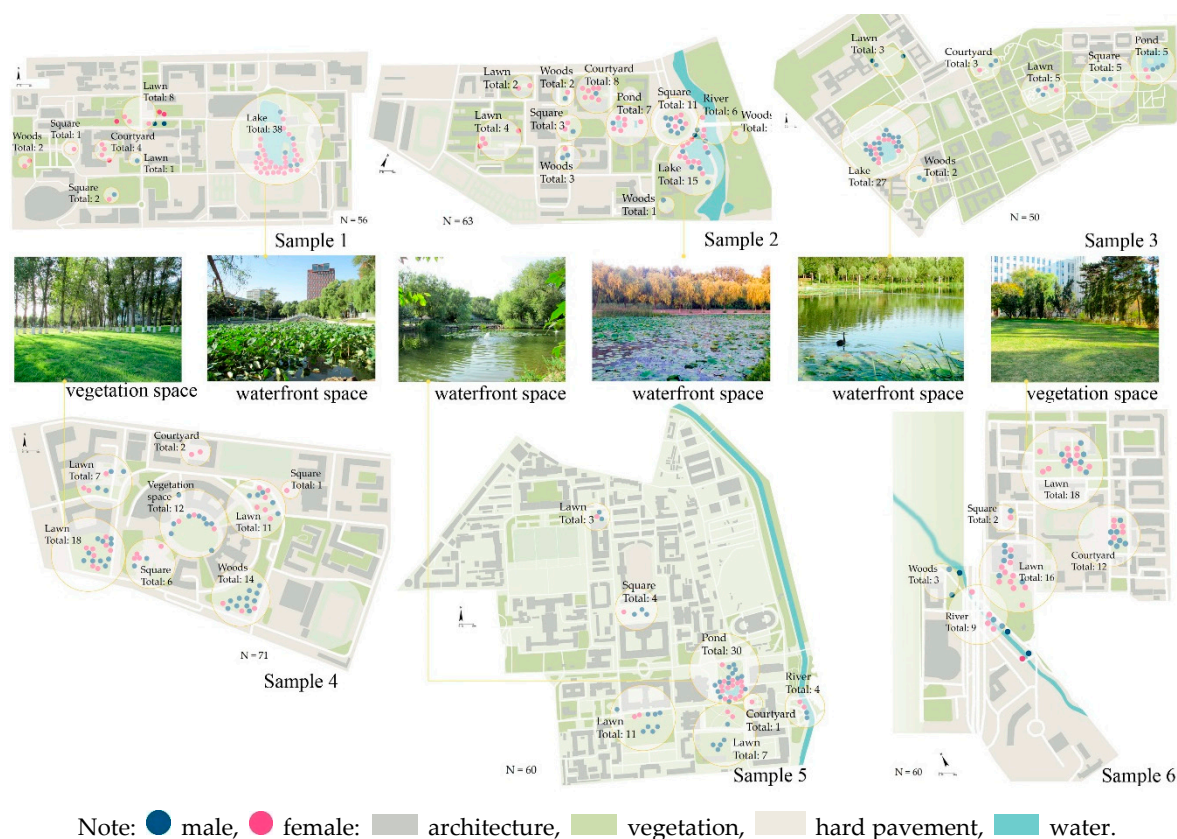 Lawn
Total: 8
Lake
Total: 38
Square
Total: 1
Woods
Total: 2
Courtyard
Total: 4
Lawn
Total: 1
Square
Total: 2
N = 56
Sample 1
Lawn
Total: 2
Woods
Total: 2
Courtyard
Total: 8
Square
Total: 11
River
Total: 6
Pond
Total: 7
Lawn
Total: 4
Square
Total: 3
Woods
Total:
Woods
Total: 3
Lake
Total: 15
Woods
Total: 1
N = 63
Sample 2
Lawn
Total: 3
Courtyard
Total: 3
Lawn
Total: 5
Square
Total: 5
Pond
Total: 5
Lake
Total: 27
Woods
Total: 2
N = 50
Sample 3
vegetation space
waterfront space
waterfront space
waterfront space
waterfront space
vegetation space
Courtyard
Total: 2
Lawn
Total: 7
Vegetation
space
Total: 12
Square
Total: 1
Lawn
Total: 11
Lawn
Total: 18
Square
Total: 6
Woods
Total: 14
N = 71
Sample 4
Lawn
Total: 3
Square
Total: 4
Pond
Total: 30
River
Total: 4
Lawn
Total: 11
Courtyard
Total: 1
Lawn
Total: 7
N = 60
Sample 5
Lawn
Total: 18
Square
Total: 2
Courtyard
Total: 12
Woods
Total: 3
Lawn
Total: 16
River
Total: 9
N = 60
Sample 6
Note: male, female: architecture, vegetation, hard pavement, water.